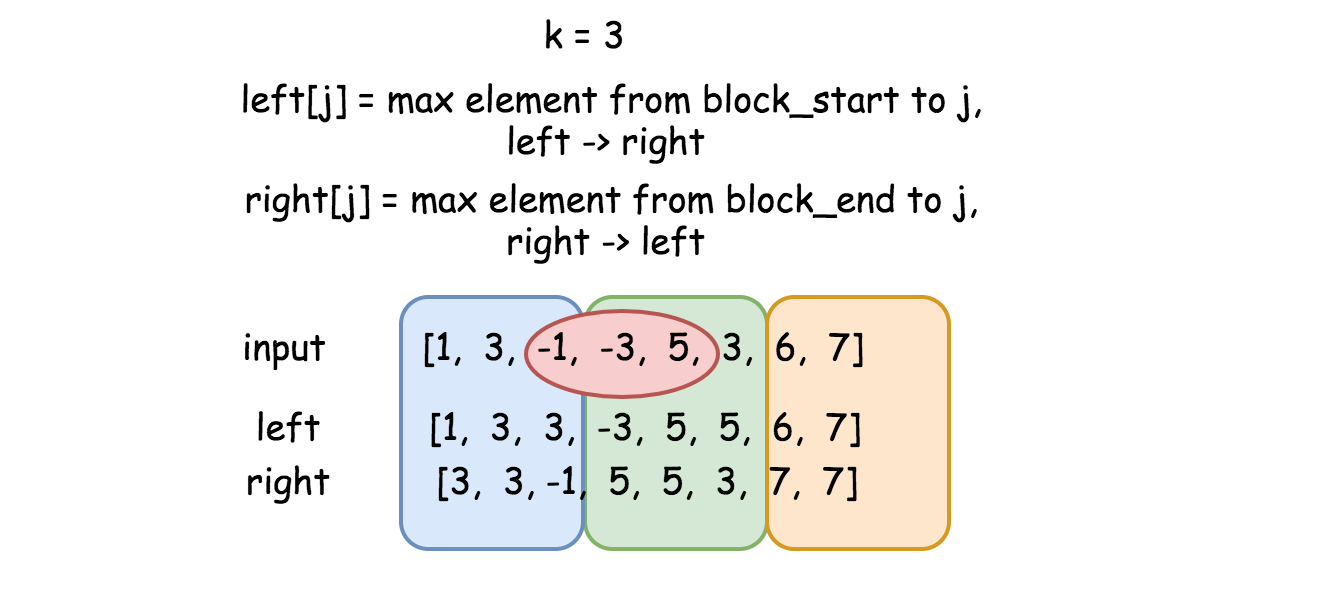 k = 3
left[j] = max element from block_start to j,
left -> right
right[j] = max element from block_end to j,
right -> left
input [1, 3, -1, -3, 5, 3, 6, 7]
left [1, 3, 3, -3, 5, 5, 6, 7]
right [3, 3, -1, 5, 5, 3, 7, 7]